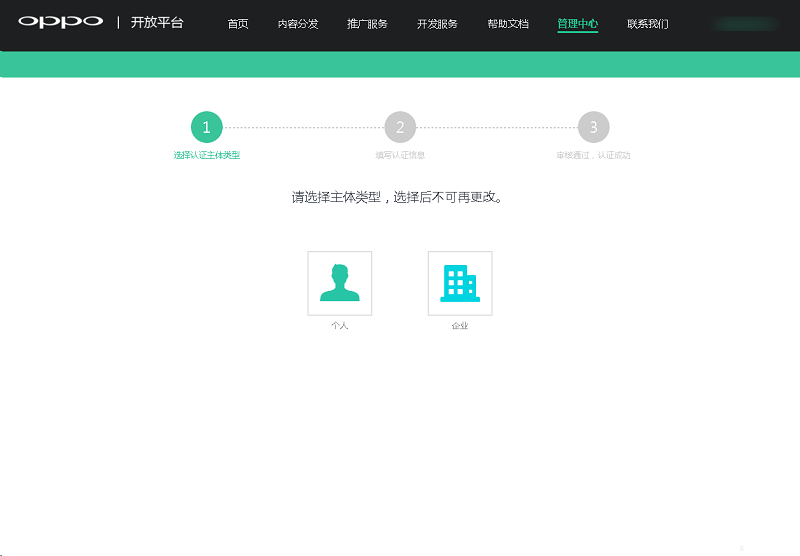 oppo | 开放平台 首页 内容分发 推广服务 开发服务 帮助文档 管理中心 联系我们
1 2 3
选择认证主体类型 填写认证信息 审核通过，认证成功
请选择主体类型，选择后不可再更改。
个人 企业